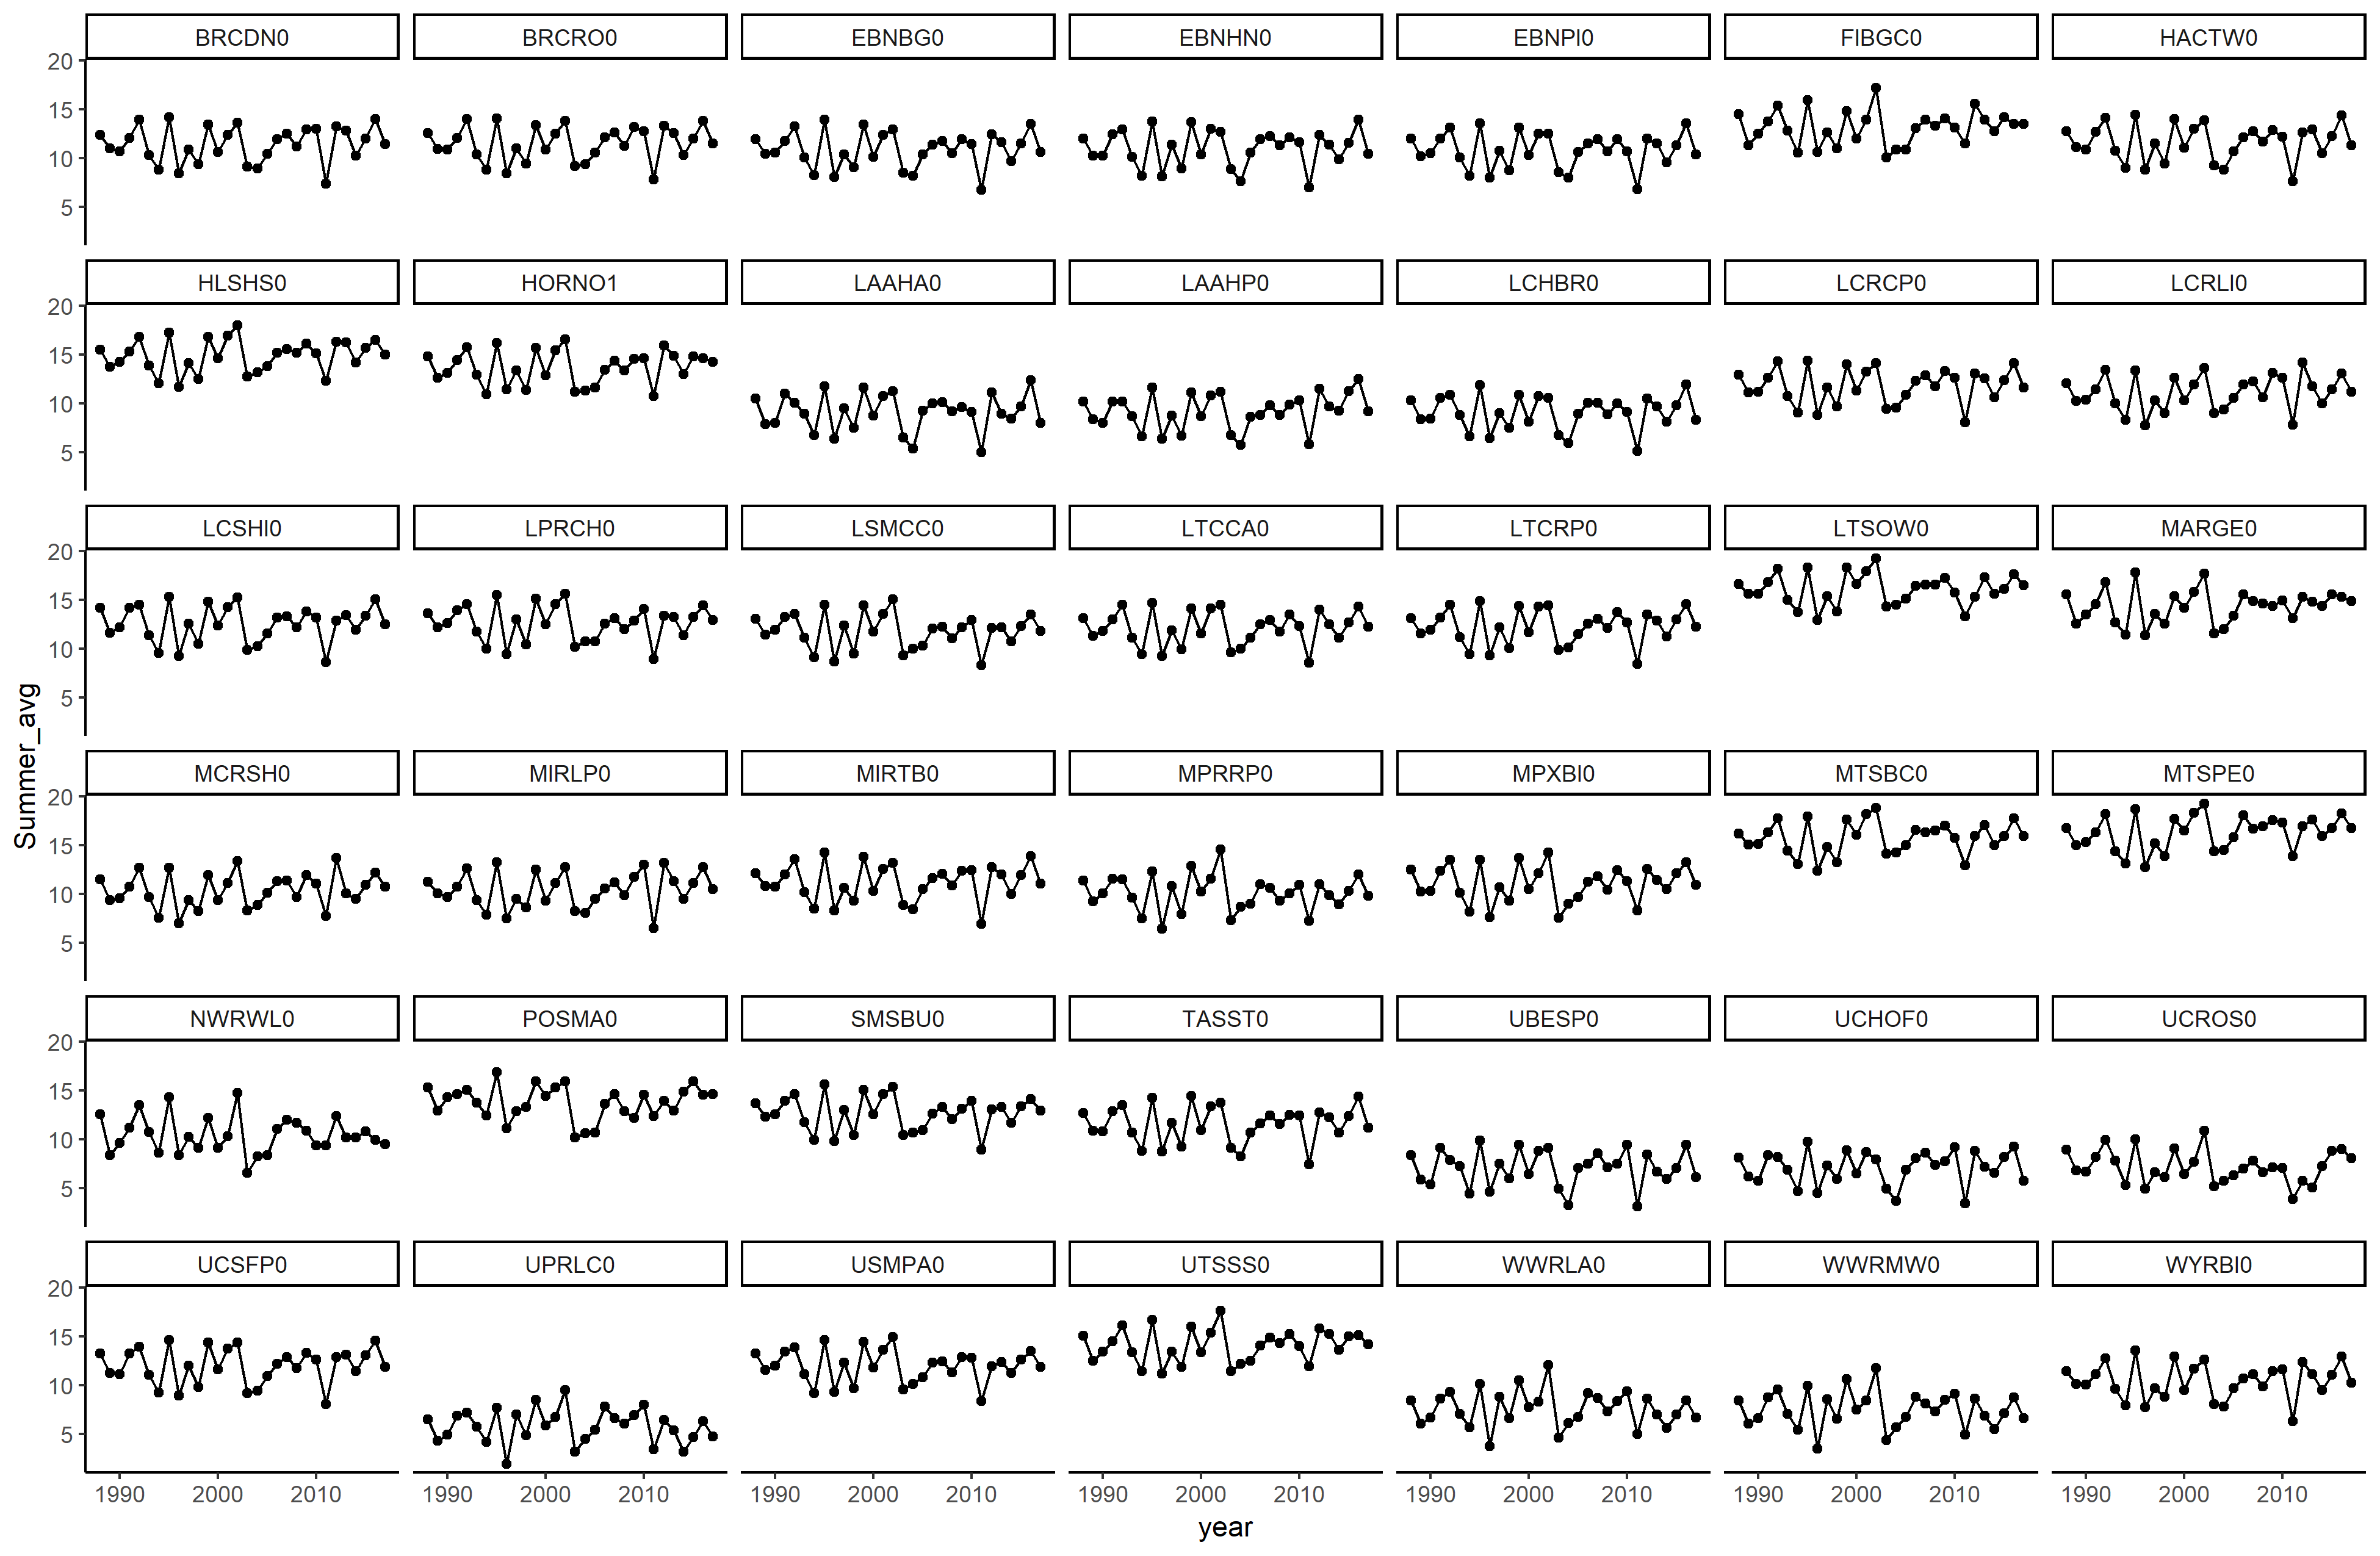 BRCDN0 BRCRO0 EBNBG0 EBNHN0 EBNPI0 FIBGC0 HACTW0
20
15
10
5
HLSHS0 HORNO1 LAAHA0 LAAHP0 LCHBR0 LCRCP0 LCRLI0
20
15
10
5
LCSHI0 LPRCH0 LSMCC0 LTCCA0 LTCRP0 LTSOW0 MARGE0
20
15
10
5
Summer_avg
MCRSH0 MIRLP0 MIRTB0 MPRRP0 MPXBI0 MTSBC0 MTSPE0
20
15
10
5
NWRWL0 POSMA0 SMSBU0 TASST0 UBESP0 UCHOF0 UCROS0
20
15
10
5
UCSFP0 UPRLC0 USMPA0 UTSSS0 WWRLA0 WWRMW0 WYRBI0
20
15
10
5
1990 2000 2010 1990 2000 2010 1990 2000 2010 1990 2000 2010 1990 2000 2010 1990 2000 2010 1990 2000 2010
year